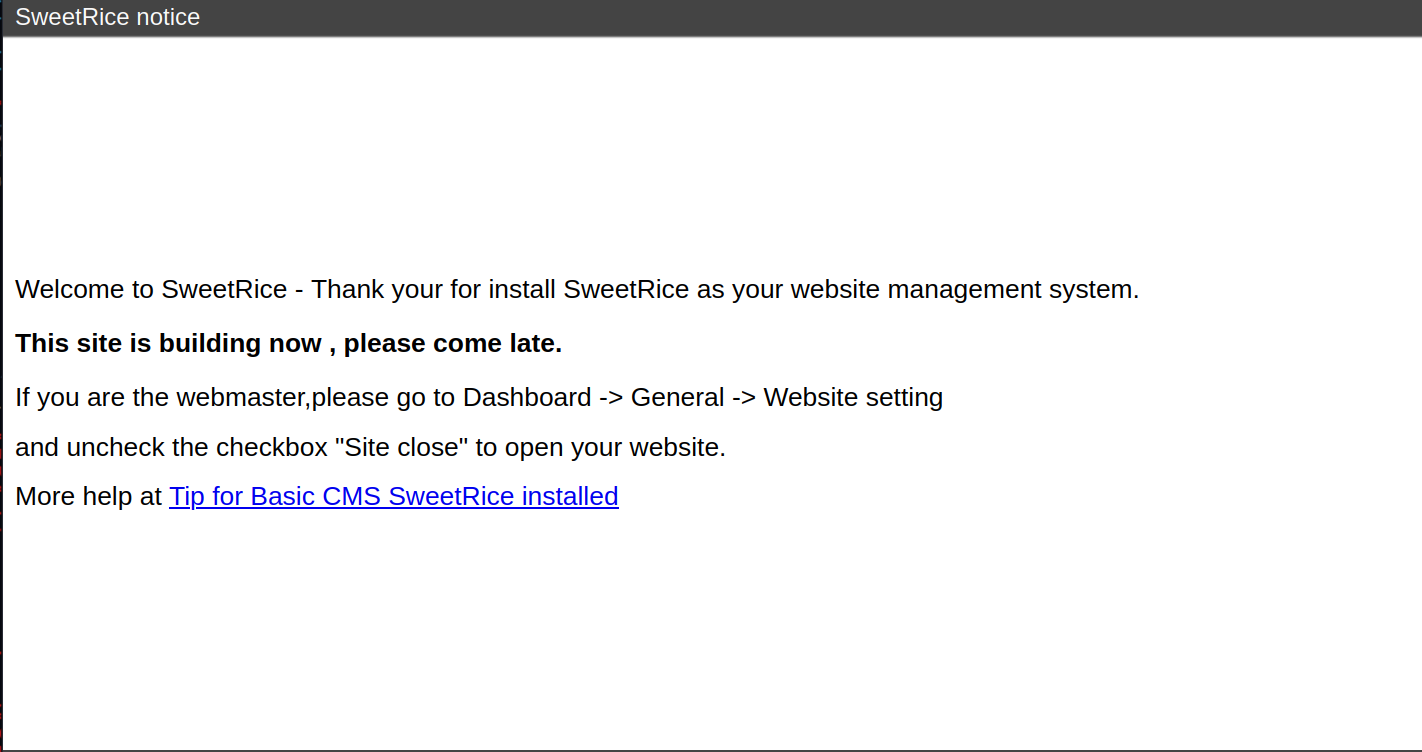 SweetRice notice
Welcome to SweetRice - Thank your for install SweetRice as your website management system.
This site is building now , please come late.
If you are the webmaster,please go to Dashboard -> General -> Website setting
and uncheck the checkbox "Site close" to open your website.
More help at Tip for Basic CMS SweetRice installed